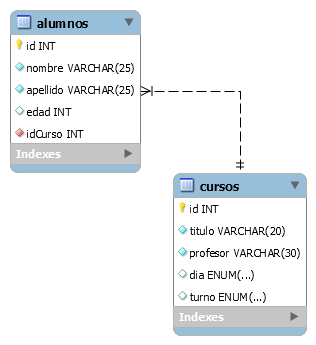 alumnos
id INT
nombre VARCHAR(25)
apellido VARCHAR(25)
edad INT
idCurso INT
Indexes
cursos
id INT
titulo VARCHAR(20)
profesor VARCHAR(30)
dia ENUM(...)
turno ENUM(...)
Indexes